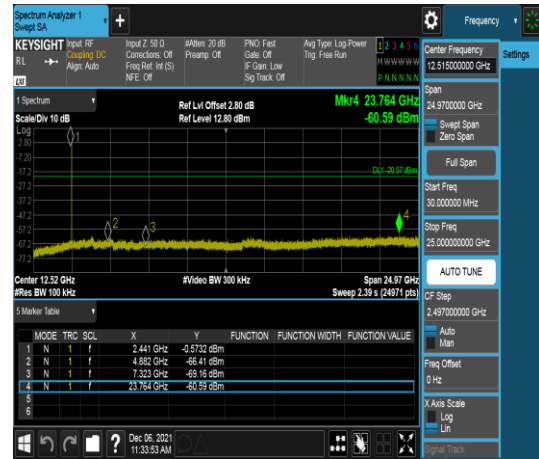 Spectrum Analyzer 1
Swept SA
+
Frequency
KEYSIGHT Input: RF Input Z: 50 Ω #Atten: 20 dB PNO: Fast Avg Type: Log-Power 1 2 3 4 5 6
RL Coupling: DC Corrections: Off Preamp: Off Gate: Off Trig: Free Run M W W W W W
Align: Auto Freq Ref: Int (S) IF Gain: Low
NFE: Off Sig Track: Off P N N N N N
LXI
1 Spectrum
Scale/Div 10 dB
Ref Lvl Offset 2.80 dB
Ref Level 12.80 dBm
Mkr4 23.764 GHz
-60.59 dBm
Log
2.80
-7.20
-17.2
-27.2
-37.2
-47.2
-57.2
-67.2
-77.2
1
2
3
4
DL1 -20.57 dBm
Center 12.52 GHz #Video BW 300 kHz Span 24.97 GHz
#Res BW 100 kHz Sweep 2.39 s (24971 pts)
5 Marker Table
MODE TRC SCL X Y FUNCTION FUNCTION WIDTH FUNCTION VALUE
1 N 1 f 2.441 GHz -0.5732 dBm
2 N 1 f 4.882 GHz -66.41 dBm
3 N 1 f 7.323 GHz -69.16 dBm
4 N 1 f 23.764 GHz -60.59 dBm
5
6
?
Dec 06, 2021
11:33:53 AM
Center Frequency
12.515000000 GHz
Settings
Span
24.9700000 GHz
Swept Span
Zero Span
Full Span
Start Freq
30.000000 MHz
Stop Freq
25.000000000 GHz
AUTO TUNE
CF Step
2.497000000 GHz
Auto
Man
Freq Offset
0 Hz
X Axis Scale
Log
Lin
Signal Track